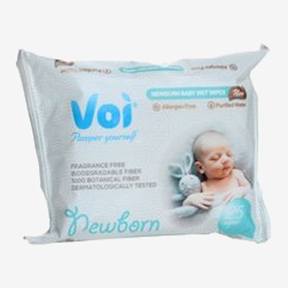 Voi
Pamper yourself
NEWBORN BABY WET WIPES
Allergen Free
Purified Water
FRAGRANCE FREE
BIODEGRADABLE FIBER
100% BOTANICAL FIBER
DERMATOLOGICALLY TESTED
Newborn